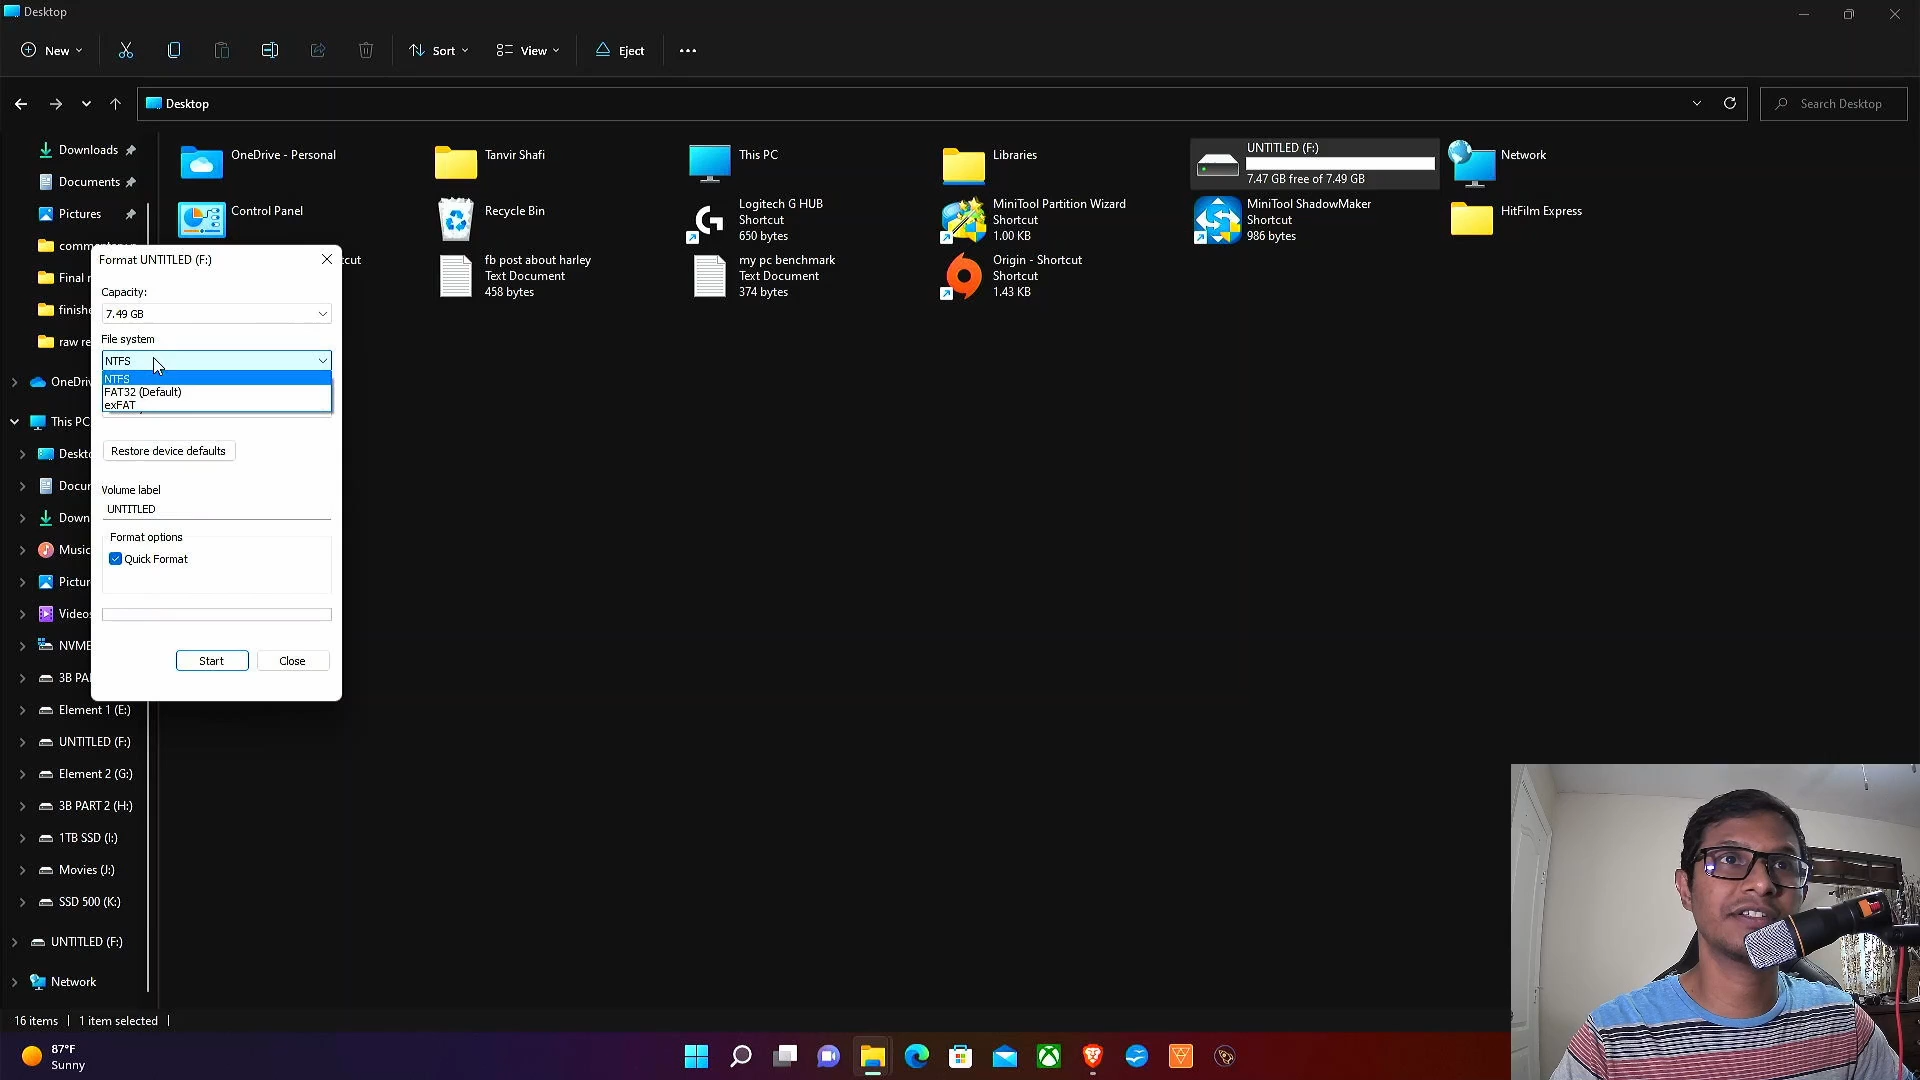 Desktop
New
Sort
View
Eject
Desktop
Search Desktop
Downloads
Documents
Pictures
Final
finishe
raw re
OneDriv
This PC
Deskto
Docur
Down
Music
Pictur
Videos
NVME
3B PA
Element 1 (E:)
UNTITLED (F:)
Element 2 (G:)
3B PART 2 (H:)
1TB SSD (I:)
Movies (J:)
SSD 500 (K:)
UNTITLED (F:)
Network
OneDrive - Personal
Tanvir Shafi
This PC
Libraries
UNTITLED (F:)
7.47 GB free of 7.49 GB
Network
Control Panel
Recycle Bin
Logitech G HUB
Shortcut
650 bytes
MiniTool Partition Wizard
Shortcut
1.00 KB
MiniTool ShadowMaker
Shortcut
986 bytes
HitFilm Express
cut
fb post about harley
Text Document
458 bytes
my pc benchmark
Text Document
374 bytes
Origin - Shortcut
Shortcut
1.43 KB
Format UNTITLED (F:)
Capacity:
7.49 GB
File system
NTFS
NTFS
FAT32 (Default)
exFAT
Restore device defaults
Volume label
UNTITLED
Format options
Quick Format
Start
Close
16 items
1 item selected
87°F
Sunny